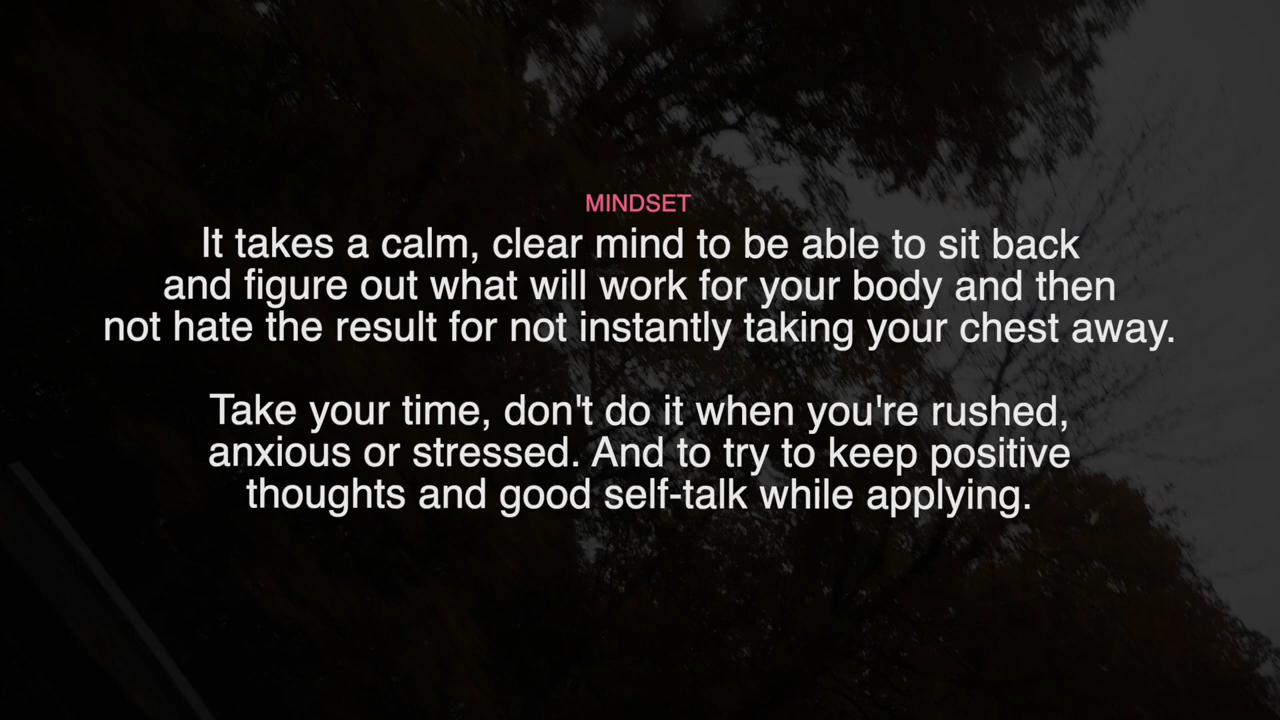 MINDSET
It takes a calm, clear mind to be able to sit back
and figure out what will work for your body and then
not hate the result for not instantly taking your chest away.
Take your time, don't do it when you're rushed,
anxious or stressed. And to try to keep positive
thoughts and good self-talk while applying.